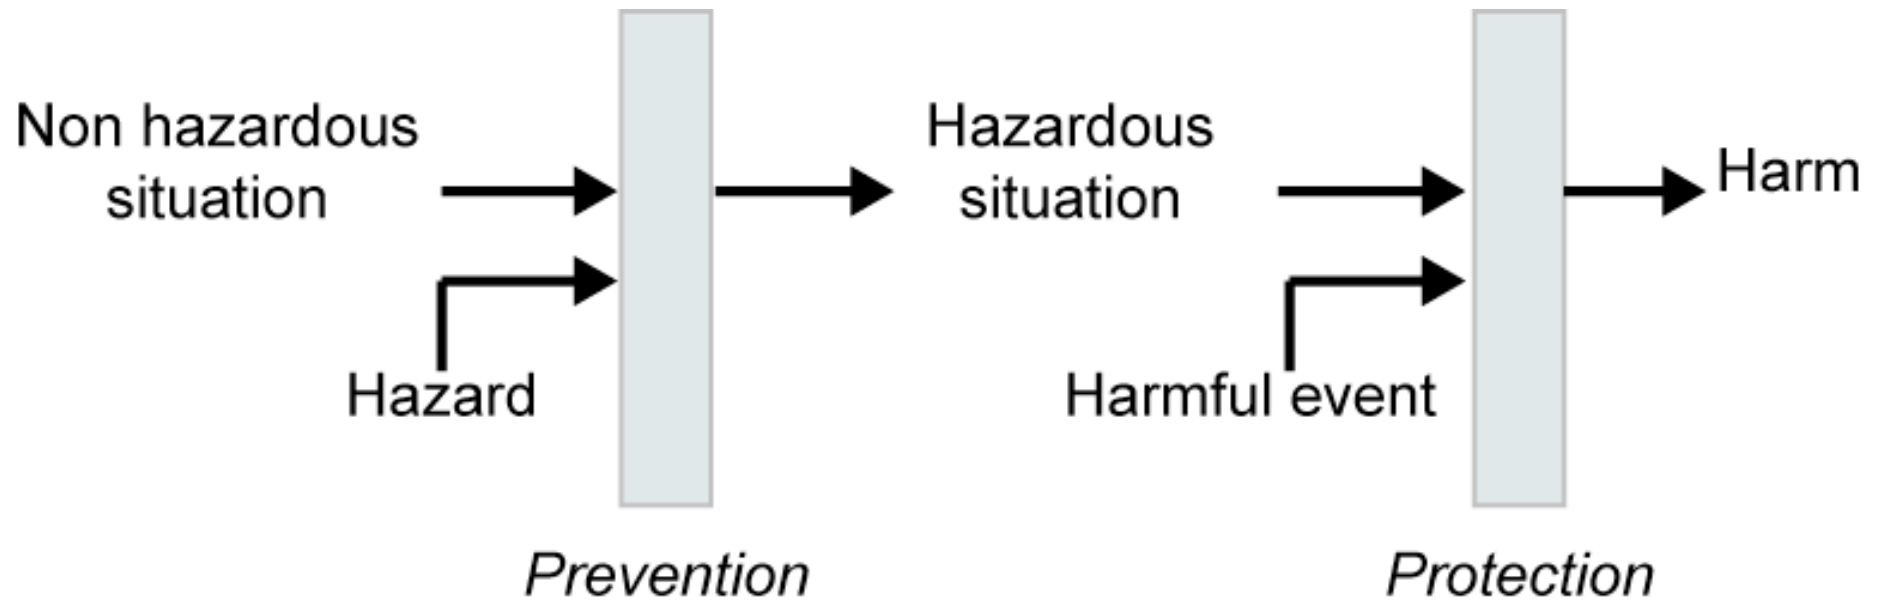 Non hazardous
situation
Hazard
Prevention
Hazardous
situation
Harmful event
Protection
Harm